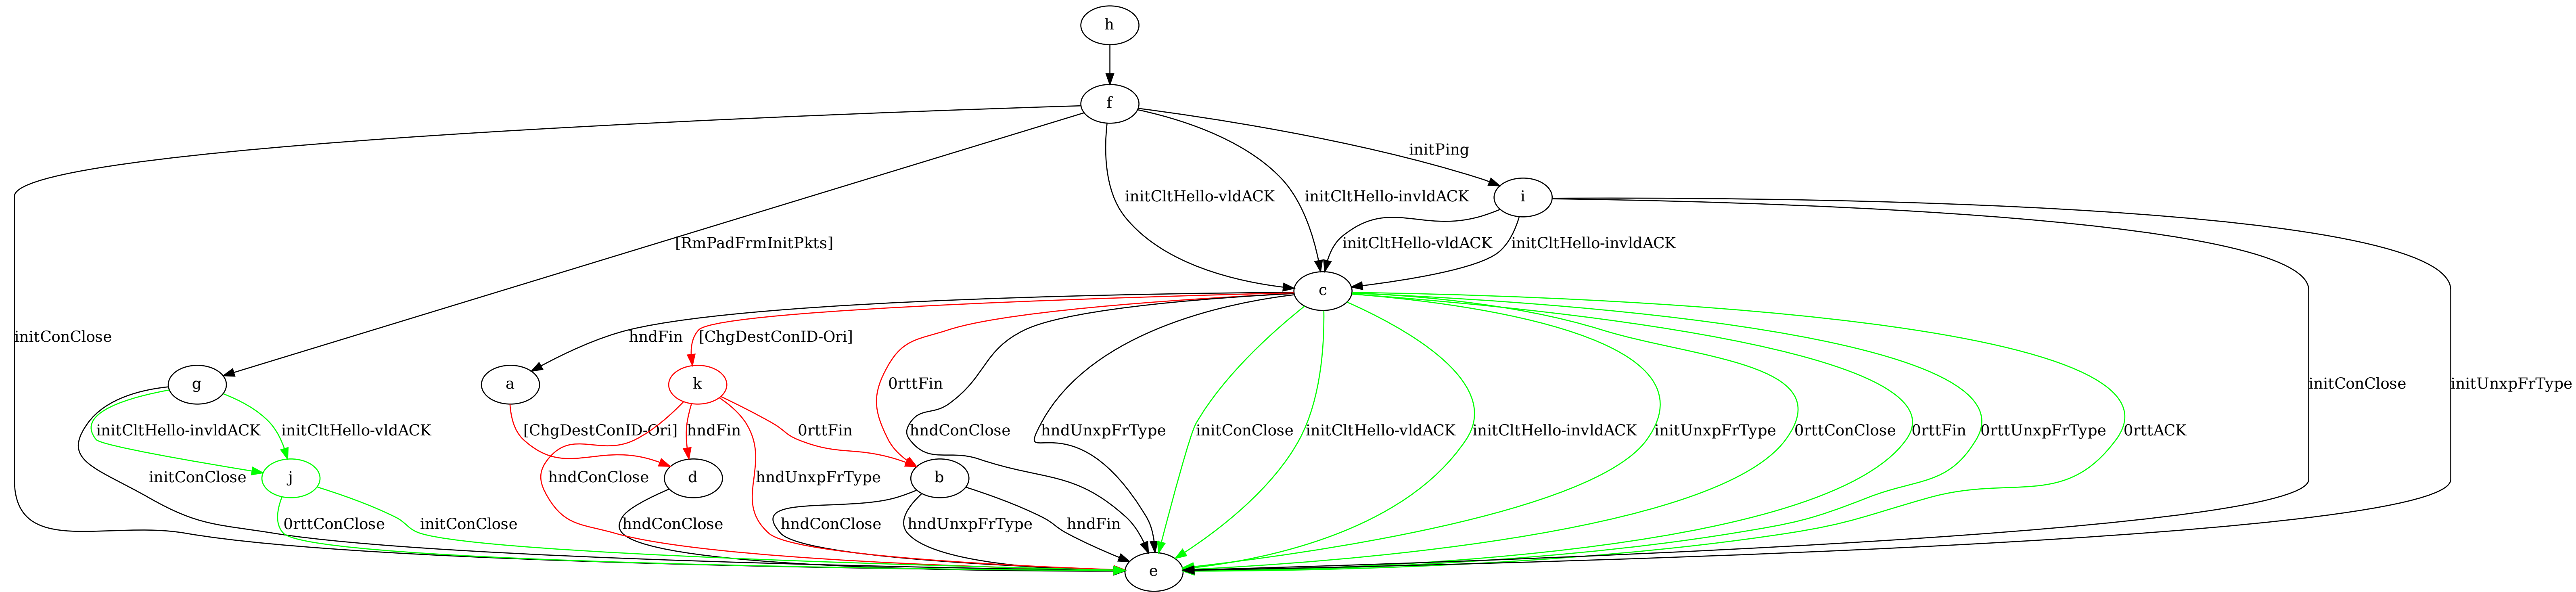 h
f
initPing
i
initCltHello-vldACK
initCltHello-invldACK
[RmPadFrmInitPkts]
initCltHello-vldACK
initCltHello-invldACK
c
initConClose
hndFin
[ChgDestConID-Ori]
g
a
k
0rttFin
initConClose
initUnxpFrType
initCltHello-invldACK
initCltHello-vldACK
[ChgDestConID-Ori]
hndFin
0rttFin
hndConClose
hndUnxpFrType
initConClose
initCltHello-vldACK
initCltHello-invldACK
initUnxpFrType
0rttConClose
0rttFin
0rttUnxpFrType
0rttACK
initConClose
j
hndConClose
d
hndUnxpFrType
b
0rttConClose
initConClose
hndConClose
hndConClose
hndUnxpFrType
hndFin
e